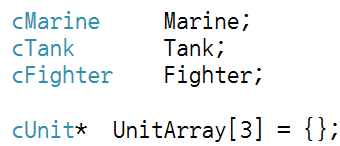 cMarine Marine;
cTank Tank;
cFighter Fighter;
cUnit* UnitArray[3] = {};